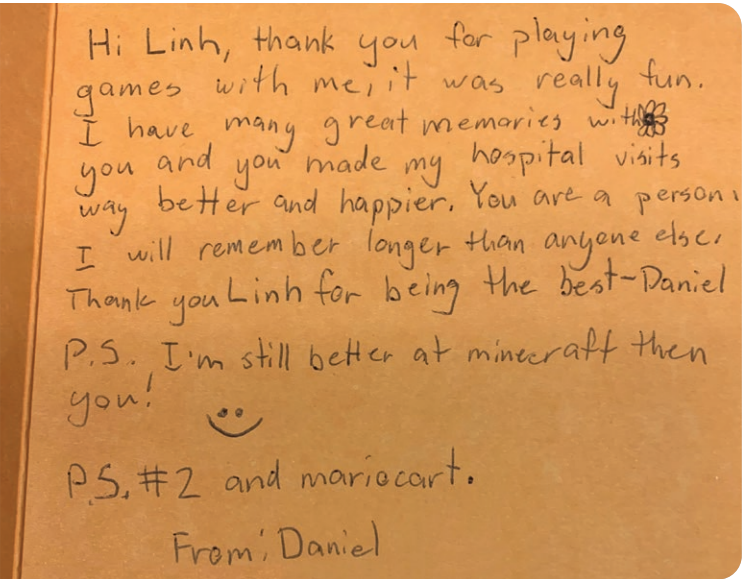 Hi Linh, thank you for playing
games with me, it was really fun.
I have many great memories with
you and you made my hospital visits
way better and happier. You are a person
I will remember longer than anyone else.
Thank you Linh for being the best-Daniel
P.S. I'm still better at minecraft then
you!
P.S. #2 and mariocart.
From: Daniel